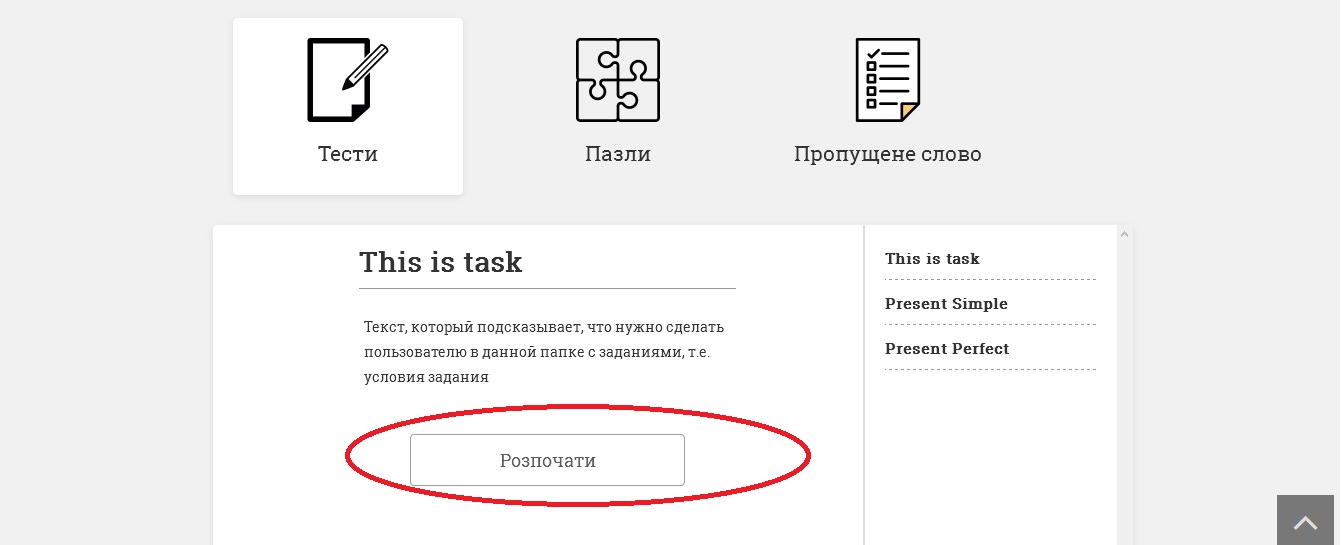 Тести
Пазли
Пропущене слово
This is task
Текст, который подсказывает, что нужно сделать
пользователю в данной папке с заданиями, т.е.
условия задания
Розпочати
This is task
Present Simple
Present Perfect